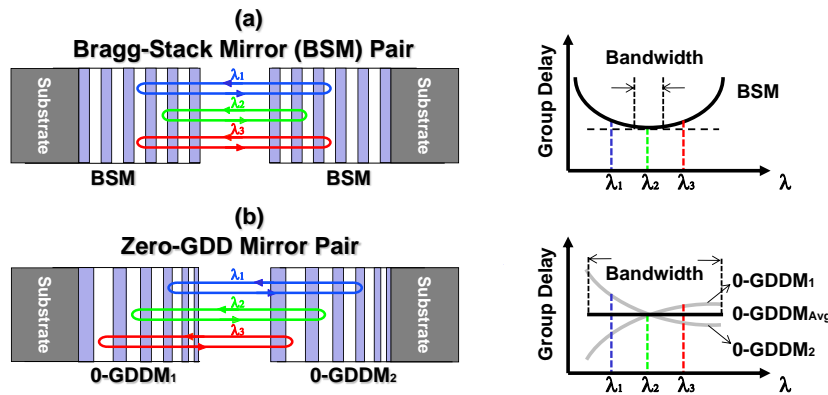 (a)
Bragg-Stack Mirror (BSM) Pair
Substrate
λ1
λ2
λ3
Substrate
BSM
BSM
Group Delay
Bandwidth
BSM
λ1
λ2
λ3
λ
(b)
Zero-GDD Mirror Pair
Substrate
λ1
λ2
λ3
Substrate
0-GDDM1
0-GDDM2
Group Delay
Bandwidth
0-GDDM1
0-GDDMAvg
0-GDDM2
λ1
λ2
λ3
λ